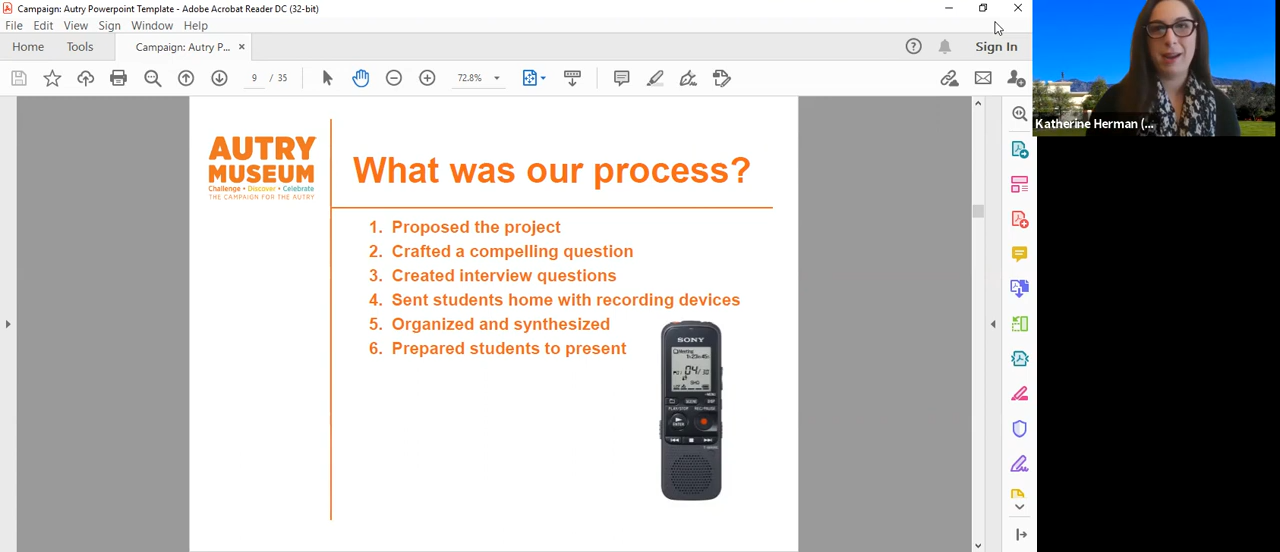 Campaign: Autry Powerpoint Template - Adobe Acrobat Reader DC (32-bit)
File Edit View Sign Window Help
Home Tools Campaign: Autry P... Sign In
9 / 35 72.8%
Katherine Herman (...
AUTRY
MUSEUM
Challenge • Discover • Celebrate
THE CAMPAIGN FOR THE AUTRY
What was our process?
1. Proposed the project
2. Crafted a compelling question
3. Created interview questions
4. Sent students home with recording devices
5. Organized and synthesized
6. Prepared students to present
SONY